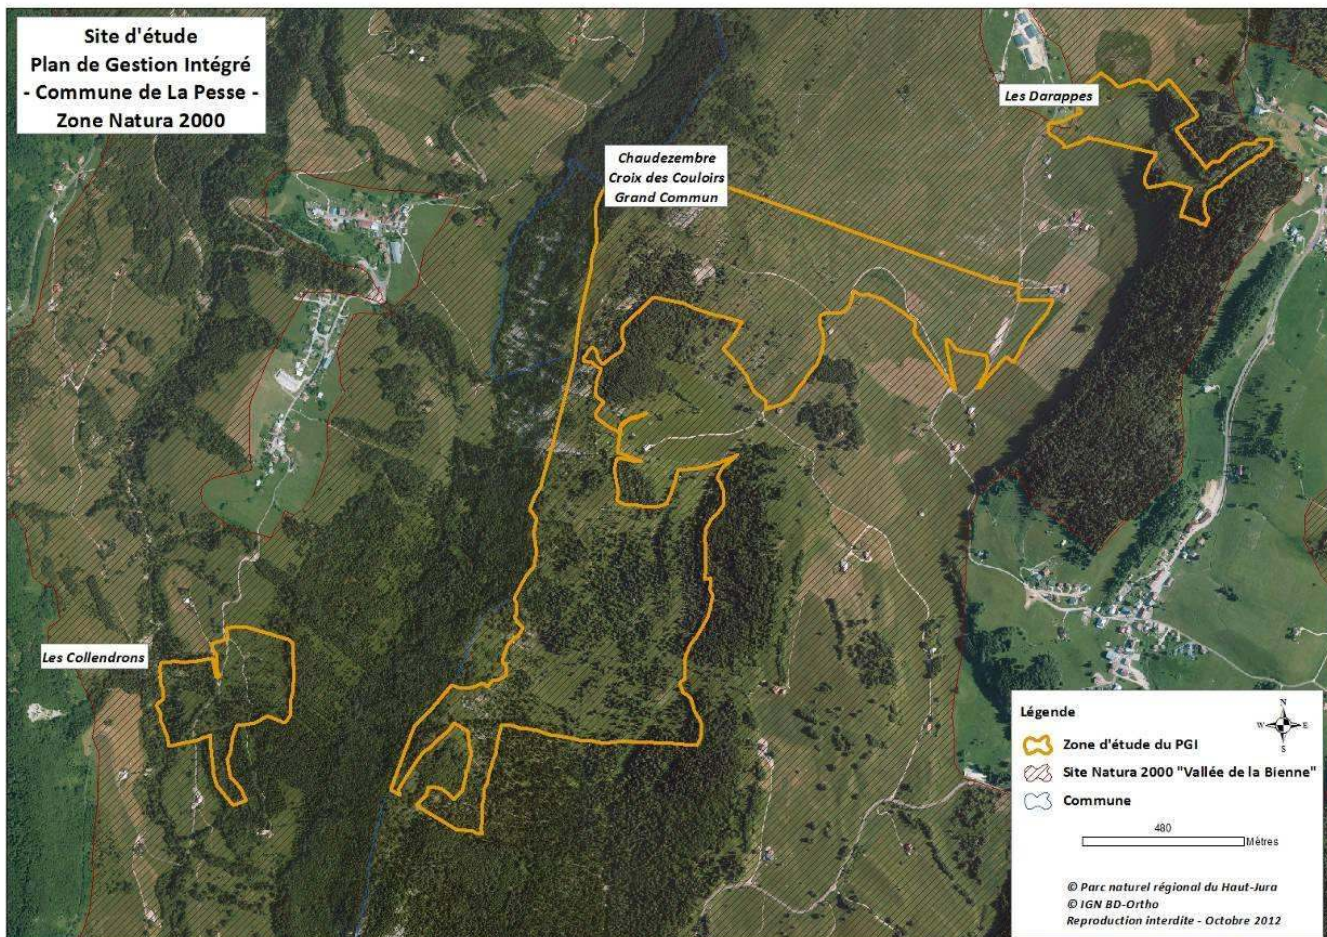 Site d'étude
Plan de Gestion Intégré
- Commune de La Pesse -
Zone Natura 2000
Les Darappes
Chaudezembre
Croix des Couloirs
Grand Commun
Les Collendrons
Légende
N
W E
S
Zone d'étude du PGI
Site Natura 2000 "Vallée de la Bienne"
Commune
480
Mètres
© Parc naturel régional du Haut-Jura
© IGN BD-Ortho
Reproduction interdite - Octobre 2012